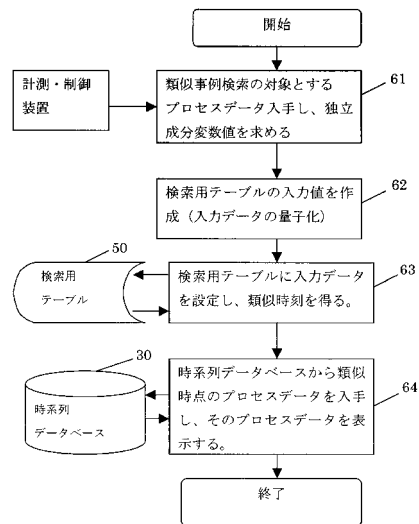 開始
61
計測・制御
装置
類似事例検索の対象とする
プロセスデータ入手し、独立
成分変数値を求める
62
検索用テーブルの入力値を作
成（入力データの量子化）
50
検索用
テーブル
63
検索用テーブルに入力データ
を設定し、類似時刻を得る。
30
時系列
データベース
時系列データベースから類似
時点のプロセスデータを入手
し、そのプロセスデータを表
示する。
64
終了